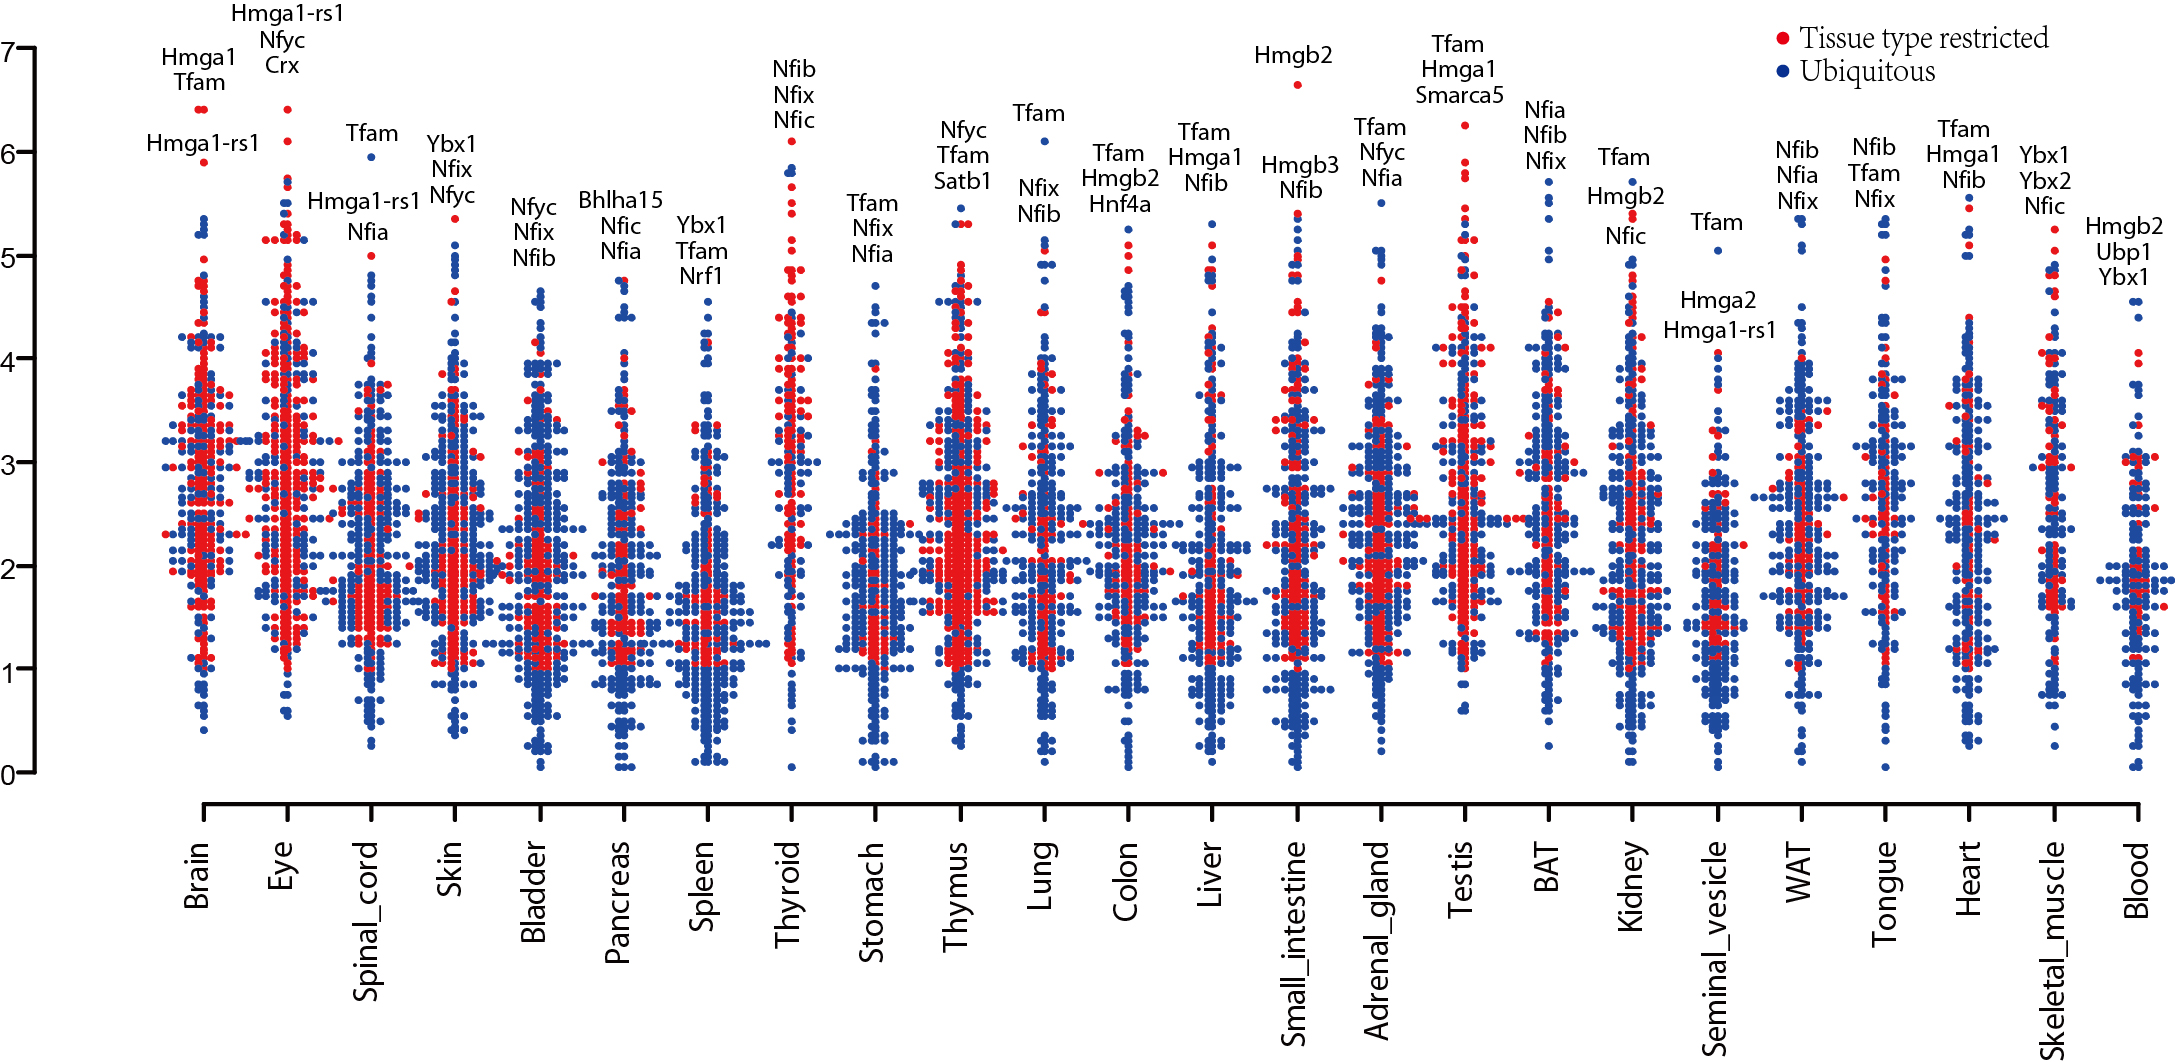 7
6
5
4
3
2
1
0
Tissue type restricted
Ubiquitous
Hmga1
Tfam
Hmga1-rs1
Hmga1-rs1
Nfyc
Crx
Tfam
Hmga1-rs1
Nfia
Ybx1
Nfix
Nfyc
Nfyc
Nfix
Nfib
Bhlha15
Nfic
Nfia
Ybx1
Tfam
Nrf1
Nfib
Nfix
Nfic
Tfam
Nfix
Nfia
Nfyc
Tfam
Satb1
Tfam
Nfix
Nfib
Tfam
Hmgb2
Hnf4a
Tfam
Hmga1
Nfib
Hmgb2
Hmgb3
Nfib
Tfam
Nfyc
Nfia
Tfam
Hmga1
Smarca5
Nfia
Nfib
Nfix
Tfam
Hmgb2
Nfic
Tfam
Hmga2
Hmga1-rs1
Nfib
Nfia
Nfix
Nfib
Tfam
Nfix
Tfam
Hmga1
Nfib
Ybx1
Ybx2
Nfic
Hmgb2
Ubp1
Ybx1
Brain
Eye
Spinal_cord
Skin
Bladder
Pancreas
Spleen
Thyroid
Stomach
Thymus
Lung
Colon
Liver
Small_intestine
Adrenal_gland
Testis
BAT
Kidney
Seminal_vesicle
WAT
Tongue
Heart
Skeletal_muscle
Blood